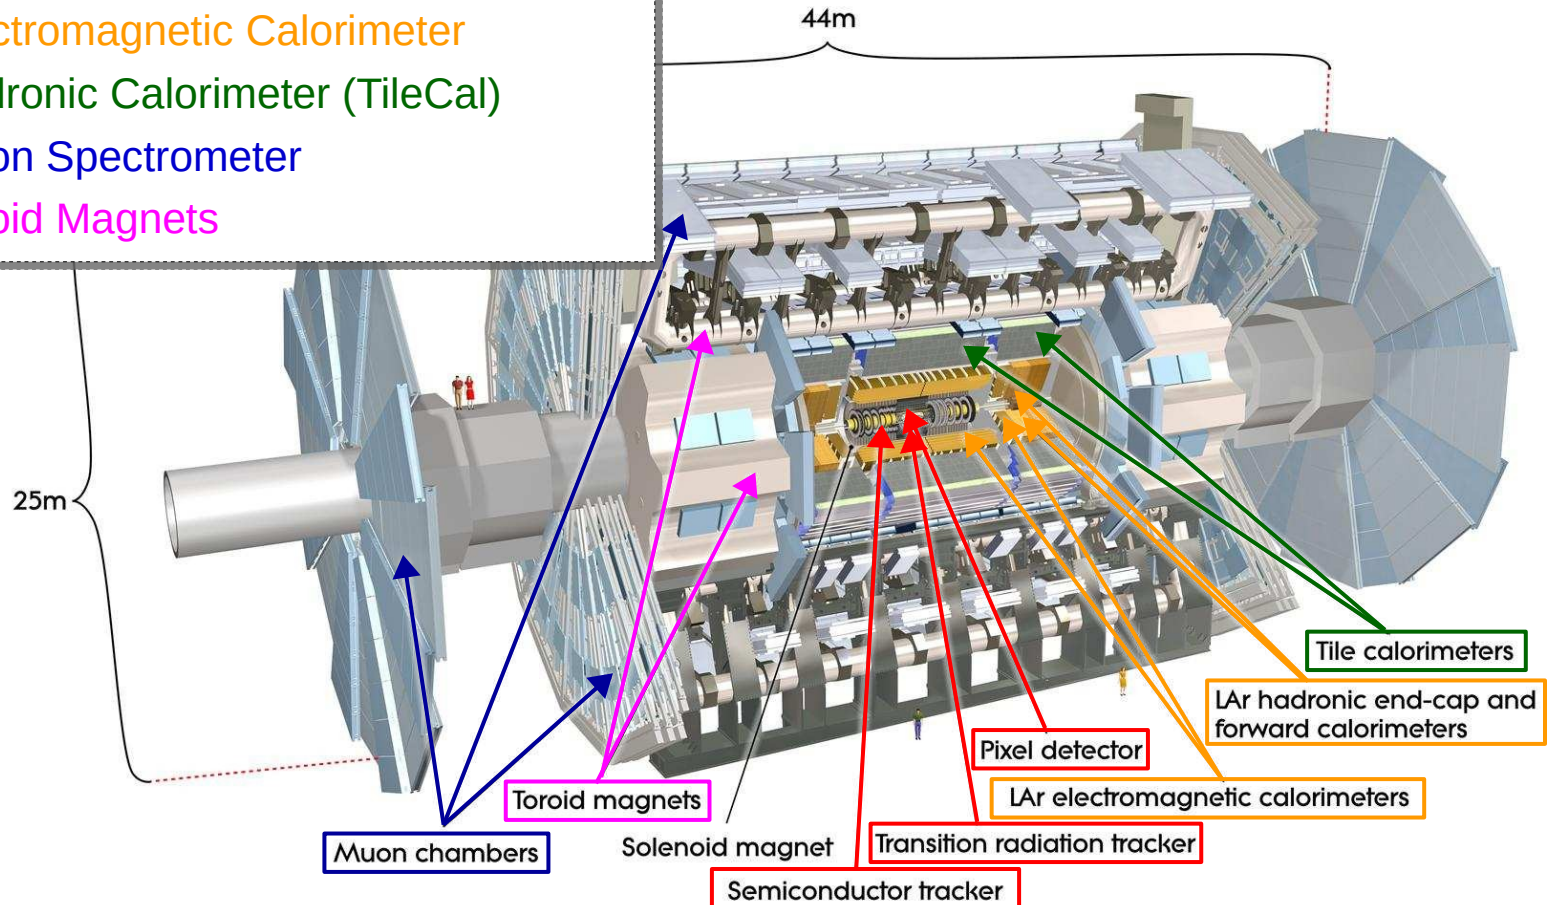 ctromagnetic Calorimeter
dronic Calorimeter (TileCal)
on Spectrometer
oid Magnets
44m
25m
Tile calorimeters
LAr hadronic end-cap and
forward calorimeters
Pixel detector
LAr electromagnetic calorimeters
Toroid magnets
Solenoid magnet
Transition radiation tracker
Muon chambers
Semiconductor tracker